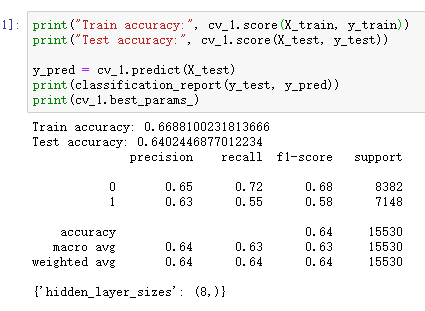 1]:
print("Train accuracy:", cv_1.score(X_train, y_train))
print("Test accuracy:", cv_1.score(X_test, y_test))
y_pred = cv_1.predict(X_test)
print(classification_report(y_test, y_pred))
print(cv_1.best_params_)
Train accuracy: 0.6688100231813666
Test accuracy: 0.6402446877012234
precision recall f1-score support
0 0.65 0.72 0.68 8382
1 0.63 0.55 0.58 7148
accuracy 0.64 15530
macro avg 0.64 0.63 0.63 15530
weighted avg 0.64 0.64 0.64 15530
{'hidden_layer_sizes': (8,)}